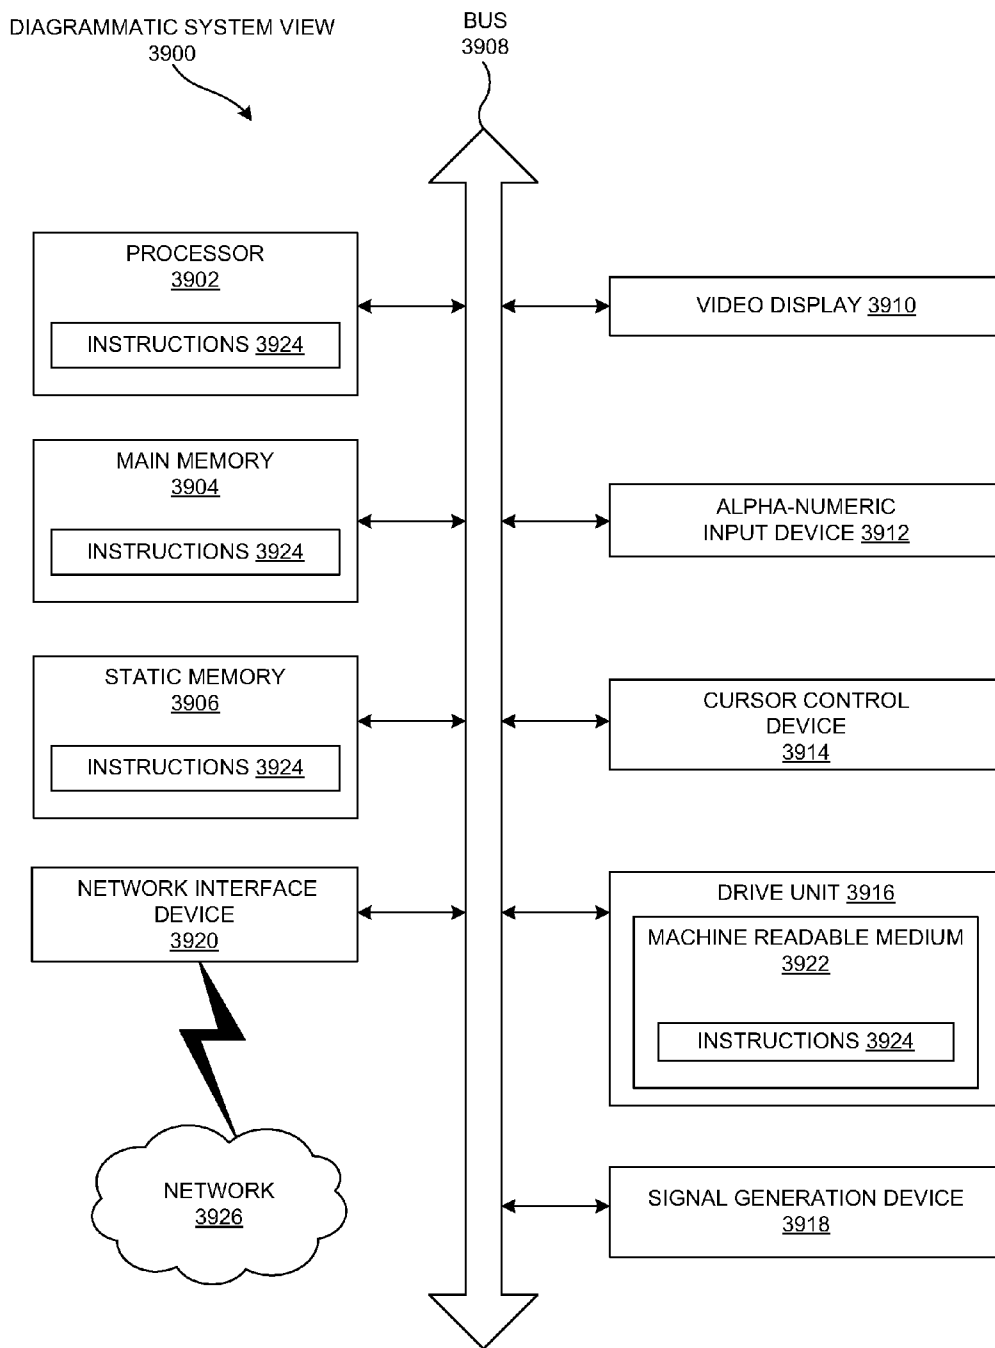 DIAGRAMMATIC SYSTEM VIEW
3900
BUS
3908
PROCESSOR
3902
INSTRUCTIONS 3924
MAIN MEMORY
3904
INSTRUCTIONS 3924
STATIC MEMORY
3906
INSTRUCTIONS 3924
NETWORK INTERFACE
DEVICE
3920
NETWORK
3926
VIDEO DISPLAY 3910
ALPHA-NUMERIC
INPUT DEVICE 3912
CURSOR CONTROL
DEVICE
3914
DRIVE UNIT 3916
MACHINE READABLE MEDIUM
3922
INSTRUCTIONS 3924
SIGNAL GENERATION DEVICE
3918